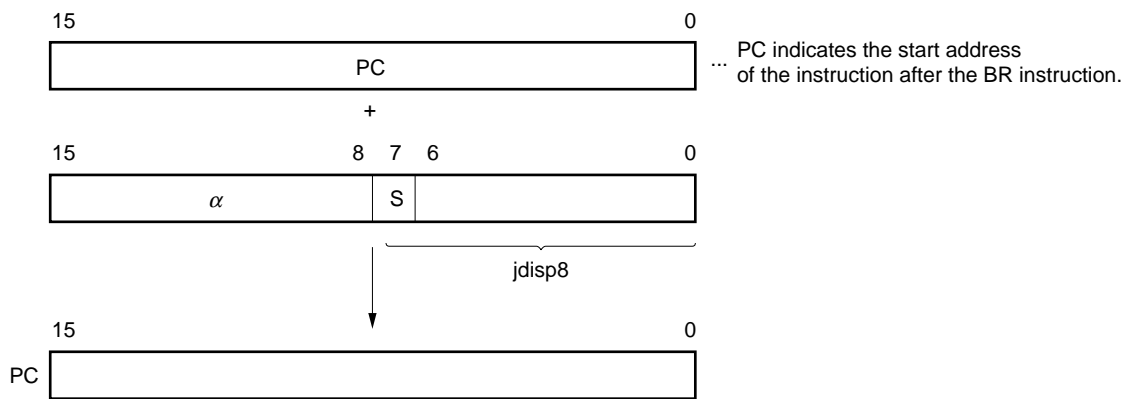 15 0
PC ... PC indicates the start address
of the instruction after the BR instruction.
+
15 8 7 6 0
α S
jdisp8
15 0
PC